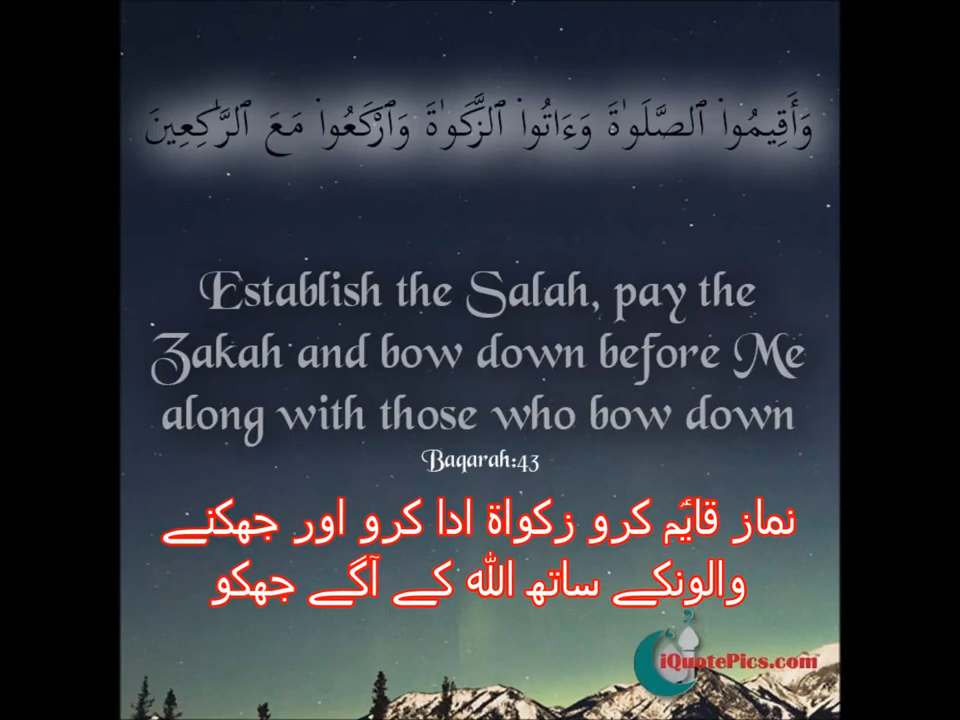 وَأَقِيمُوا۟ ٱلصَّلَوٰةَ وَءَاتُوا۟ ٱلزَّكَوٰةَ وَٱرْكَعُوا۟ مَعَ ٱلرَّٰكِعِينَ
Establish the Salah, pay the
Zakah and bow down before Me
along with those who bow down
Baqarah:43
نماز قایٔم کرو زکواۃ ادا کرو اور جھکنے
والونکے ساتھ اللہ کے آگے جھکو
iQuotePics.com